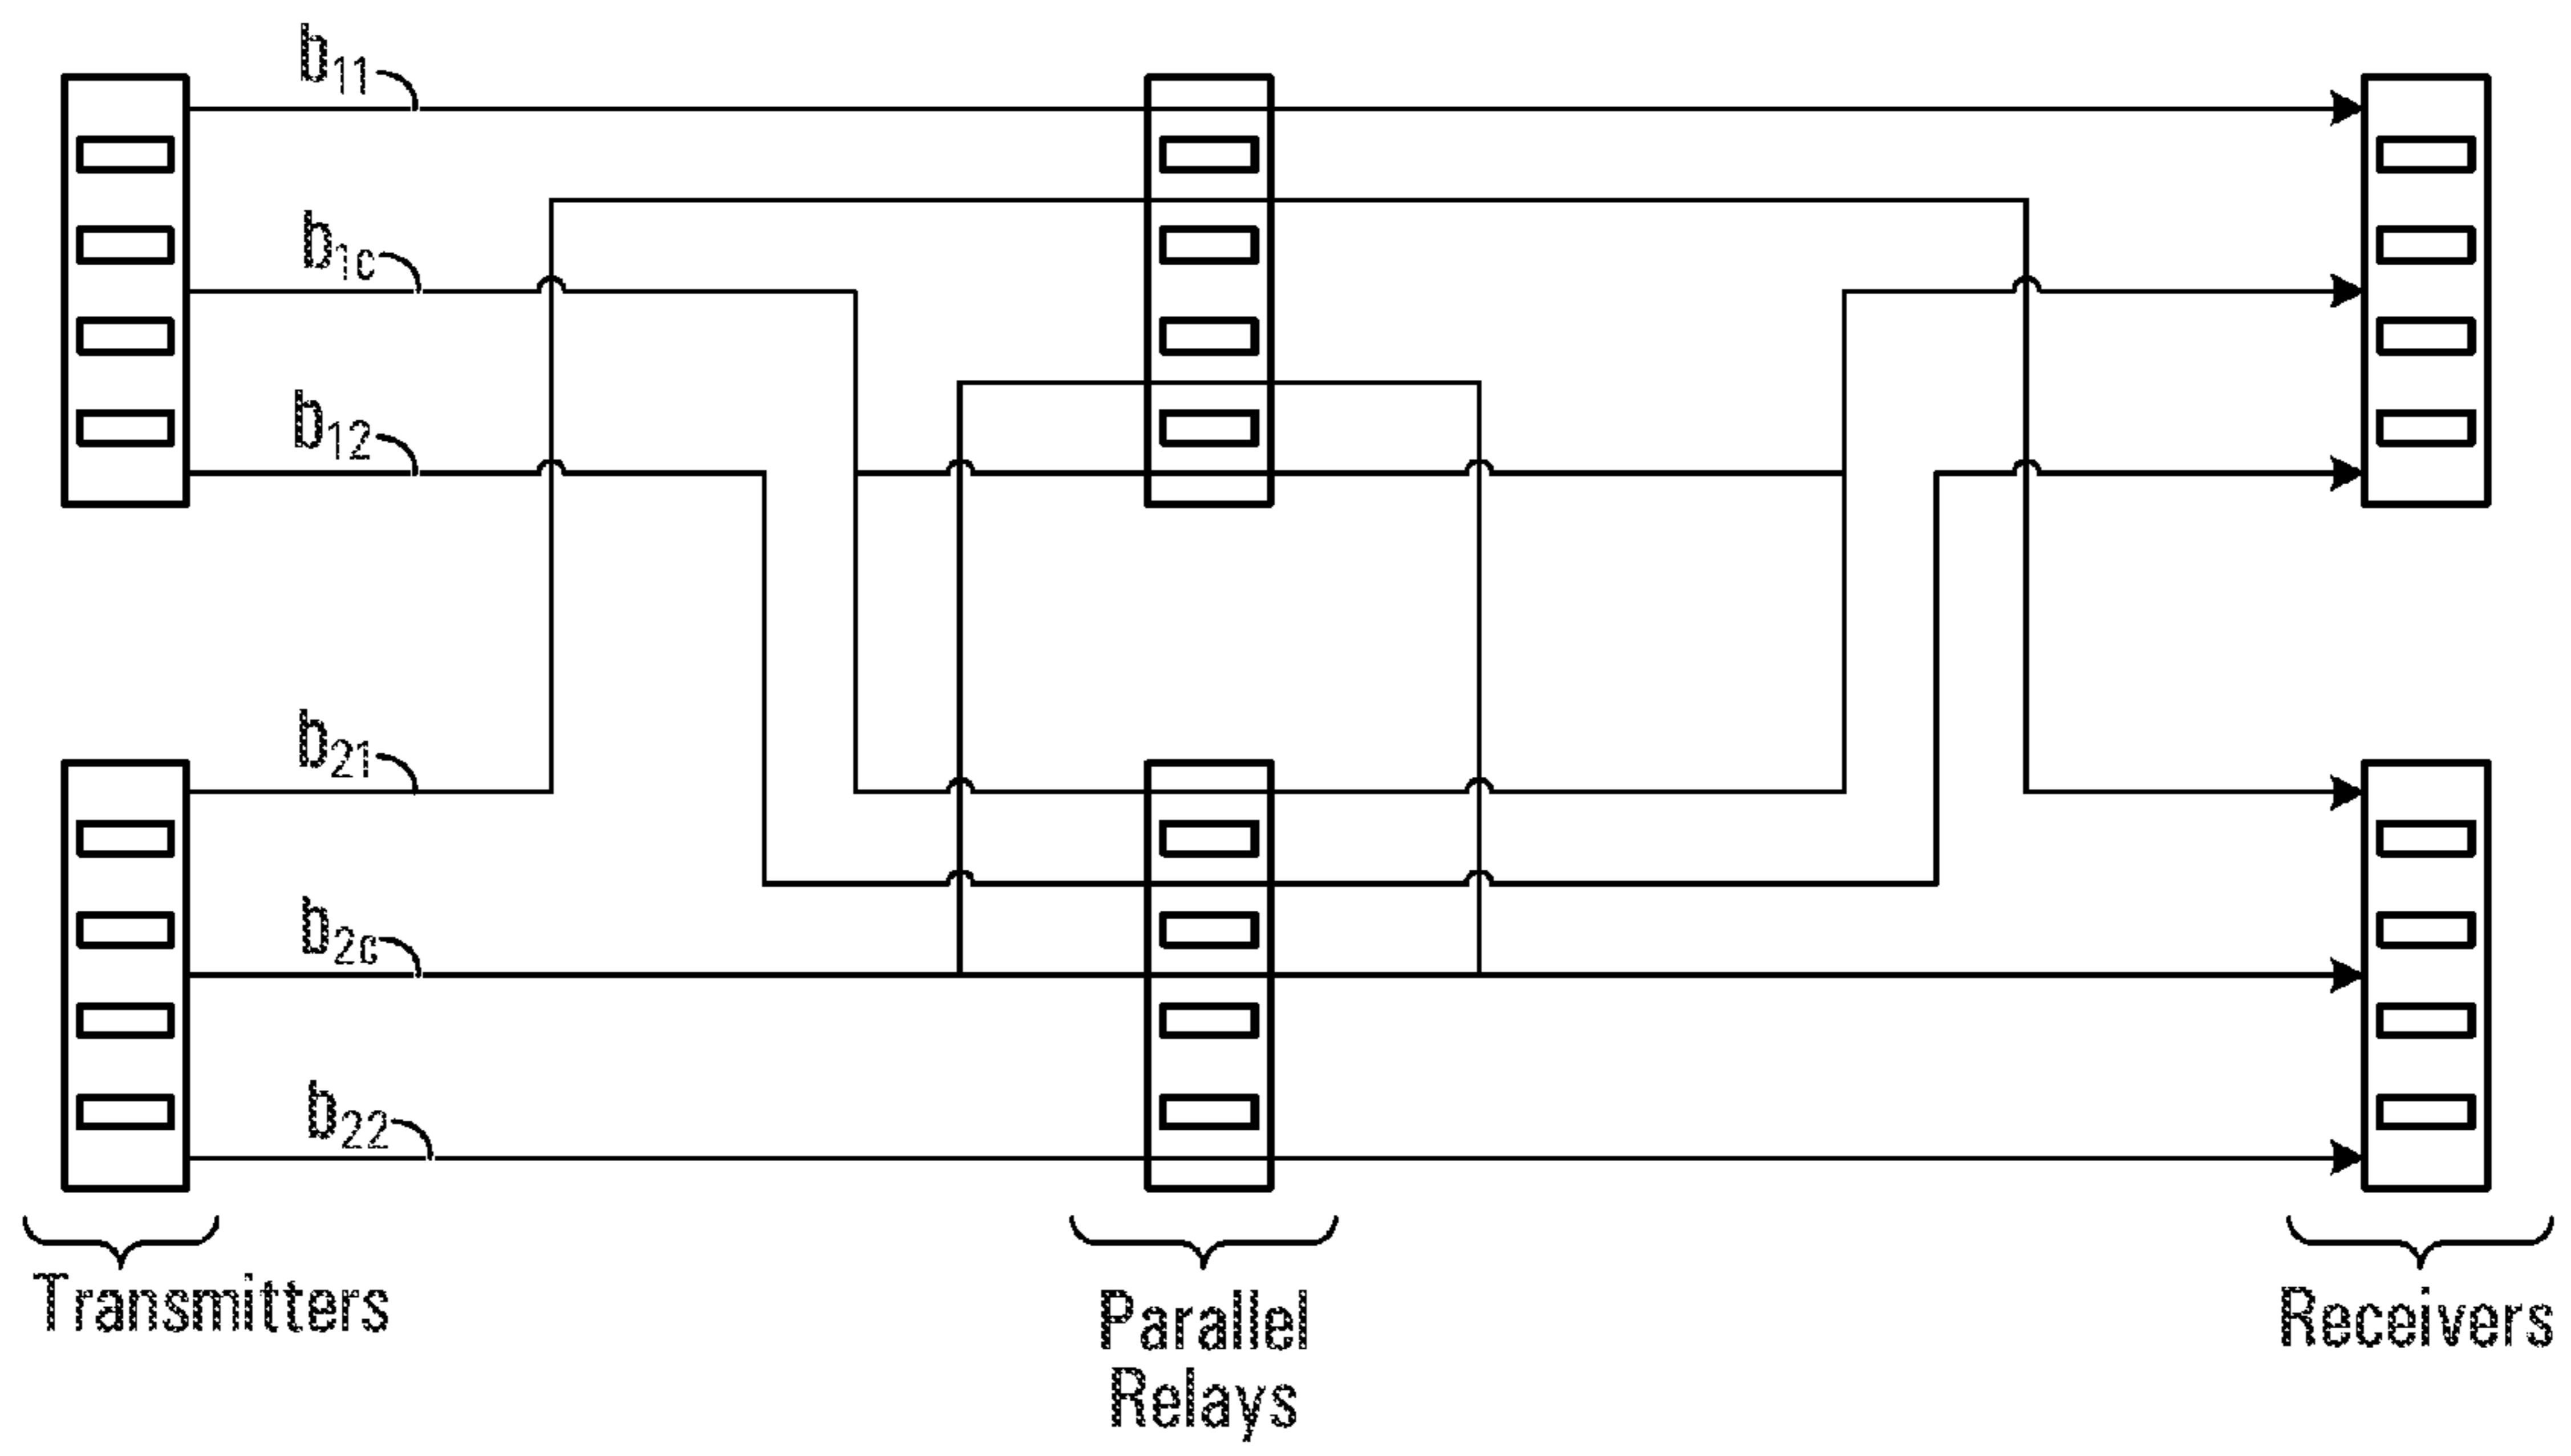 b11
b1c
b12
b21
b2c
b22
Transmitters
Parallel
Relays
Receivers